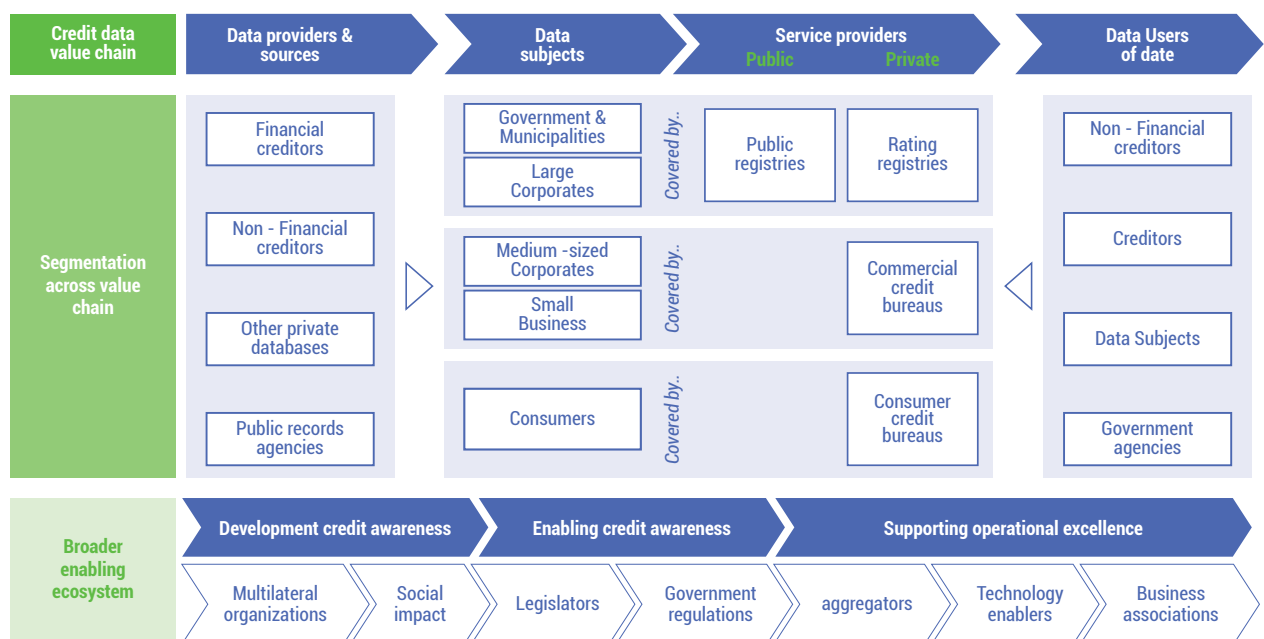 Credit data
value chain
Data providers &
sources
Data
subjects
Service providers
Public
Private
Data Users
of date
Segmentation
across value
chain
Financial
creditors
Non - Financial
creditors
Other private
databases
Public records
agencies
Government &
Municipalities
Large
Corporates
Covered by..
Public
registries
Rating
registries
Medium -sized
Corporates
Small
Business
Covered by..
Commercial
credit
bureaus
Consumers
Covered by..
Consumer
credit
bureaus
Non - Financial
creditors
Creditors
Data Subjects
Government
agencies
Broader
enabling
ecosystem
Development credit awareness
Enabling credit awareness
Supporting operational excellence
Multilateral
organizations
Social
impact
Legislators
Government
regulations
aggregators
Technology
enablers
Business
associations